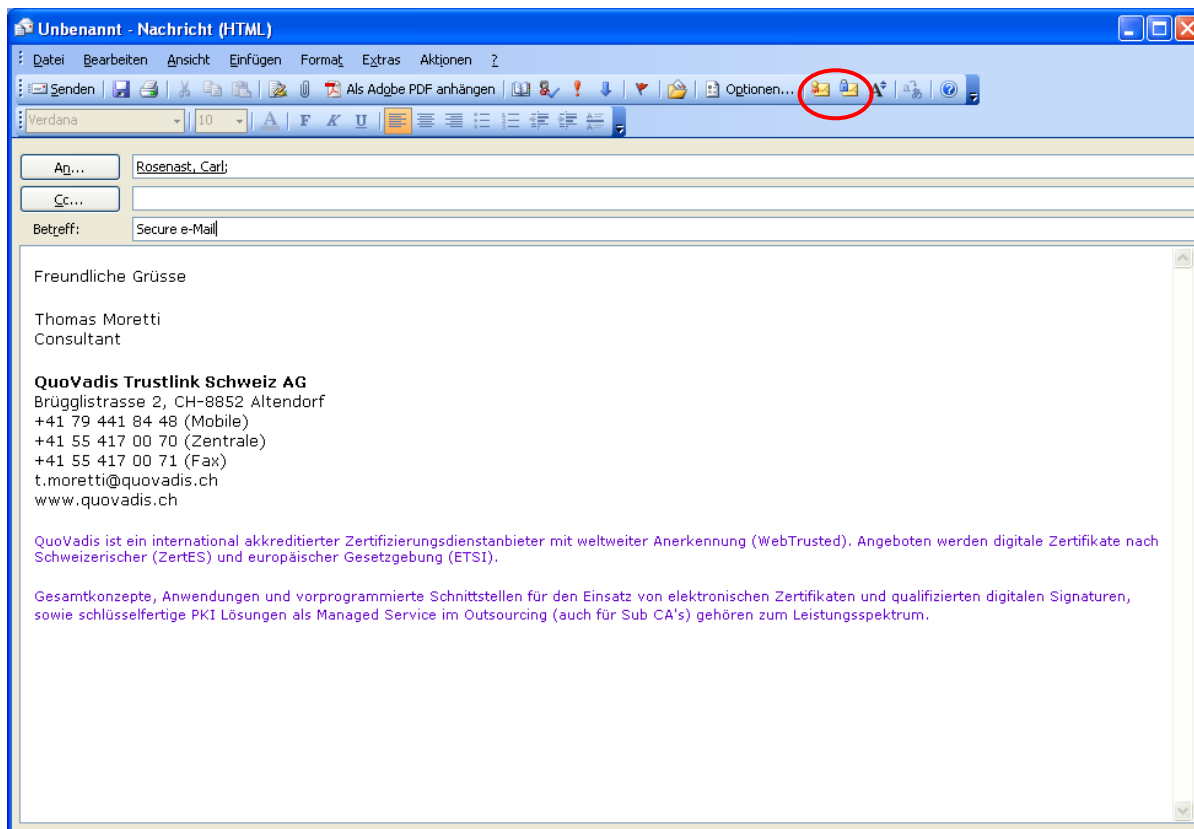 Unbenannt - Nachricht (HTML)
Datei Bearbeiten Ansicht Einfügen Format Extras Aktionen ?
Senden Als Adobe PDF anhängen Optionen...
Verdana 10 A F K U
An... Rosenast, Carl;
Cc...
Betreff: Secure e-Mail
Freundliche Grüsse
Thomas Moretti
Consultant
QuoVadis Trustlink Schweiz AG
Brügglistrasse 2, CH-8852 Altendorf
+41 79 441 84 48 (Mobile)
+41 55 417 00 70 (Zentrale)
+41 55 417 00 71 (Fax)
t.moretti@quovadis.ch
www.quovadis.ch
QuoVadis ist ein international akkreditierter Zertifizierungsdienstanbieter mit weltweiter Anerkennung (WebTrusted). Angeboten werden digitale Zertifikate nach
Schweizerischer (ZertES) und europäischer Gesetzgebung (ETSI).
Gesamtkonzepte, Anwendungen und vorprogrammierte Schnittstellen für den Einsatz von elektronischen Zertifikaten und qualifizierten digitalen Signaturen,
sowie schlüsselfertige PKI Lösungen als Managed Service im Outsourcing (auch für Sub CA's) gehören zum Leistungsspektrum.